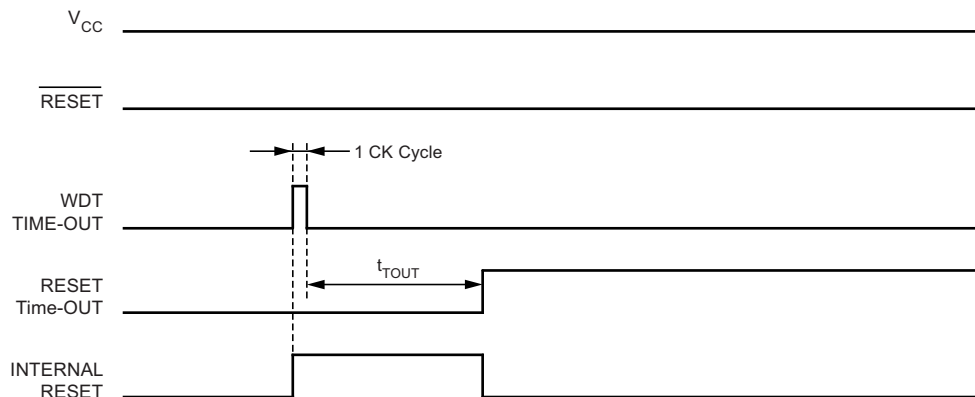 VCC
RESET
1 CK Cycle
WDT
TIME-OUT
tTOUT
RESET
Time-OUT
INTERNAL
RESET